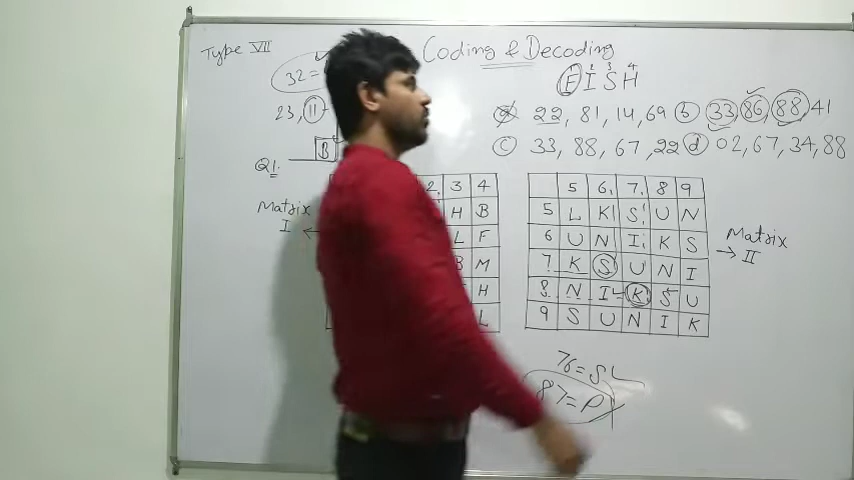 Type VII
Coding & Decoding
32 =
1 3 4
FISH
23, 11
(a) 22, 81, 14, 69 (b) 33 86 88 41
(c) 33, 88, 67, 22 (d) 02, 67, 34, 88
B
Q1.
2 3 4
5 6 7 8 9
Matrix
I
H B
5 L K S U N
L F
6 U N I K S
Matrix
II
M
7 K S U N I
H
8 N I K S U
L
9 S U N I K
76 = S
87 =